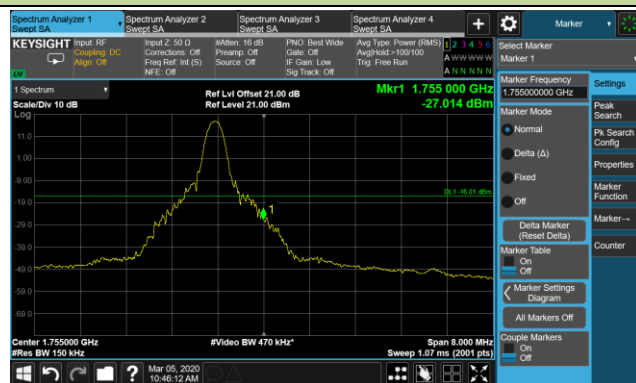 Spectrum Analyzer 1
Swept SA
Spectrum Analyzer 2
Swept SA
Spectrum Analyzer 3
Swept SA
Spectrum Analyzer 4
Swept SA
+
Marker
KEYSIGHT
Input: RF
Coupling: DC
Align: Off
Input Z: 50 Ω
Corrections: Off
Freq Ref: Int (S)
NFE: Off
#Atten: 16 dB
Preamp: Off
Source: Off
PNO: Best Wide
Gate: Off
IF Gain: Low
Sig Track: Off
Avg Type: Power (RMS)
Avg|Hold:>100/100
Trig: Free Run
1 2 3 4 5 6
A W W W W W
A N N N N N
LM
Select Marker
Marker 1
1 Spectrum
Scale/Div 10 dB
Log
Ref Lvl Offset 21.00 dB
Ref Level 21.00 dBm
Mkr1 1.755 000 GHz
-27.014 dBm
11.0
1.00
-9.00
-19.0
-29.0
-39.0
-49.0
-59.0
-69.0
DL1 -16.01 dBm
1
Center 1.755000 GHz
#Res BW 150 kHz
#Video BW 470 kHz*
Span 8.000 MHz
Sweep 1.07 ms (2001 pts)
Marker Frequency
1.755000000 GHz
Marker Mode
Normal
Delta (Δ)
Fixed
Off
Delta Marker
(Reset Delta)
Marker Table
On
Off
Marker Settings
Diagram
All Markers Off
Couple Markers
On
Off
Settings
Peak
Search
Pk Search
Config
Properties
Marker
Function
Marker→
Counter
?
Mar 05, 2020
10:46:12 AM